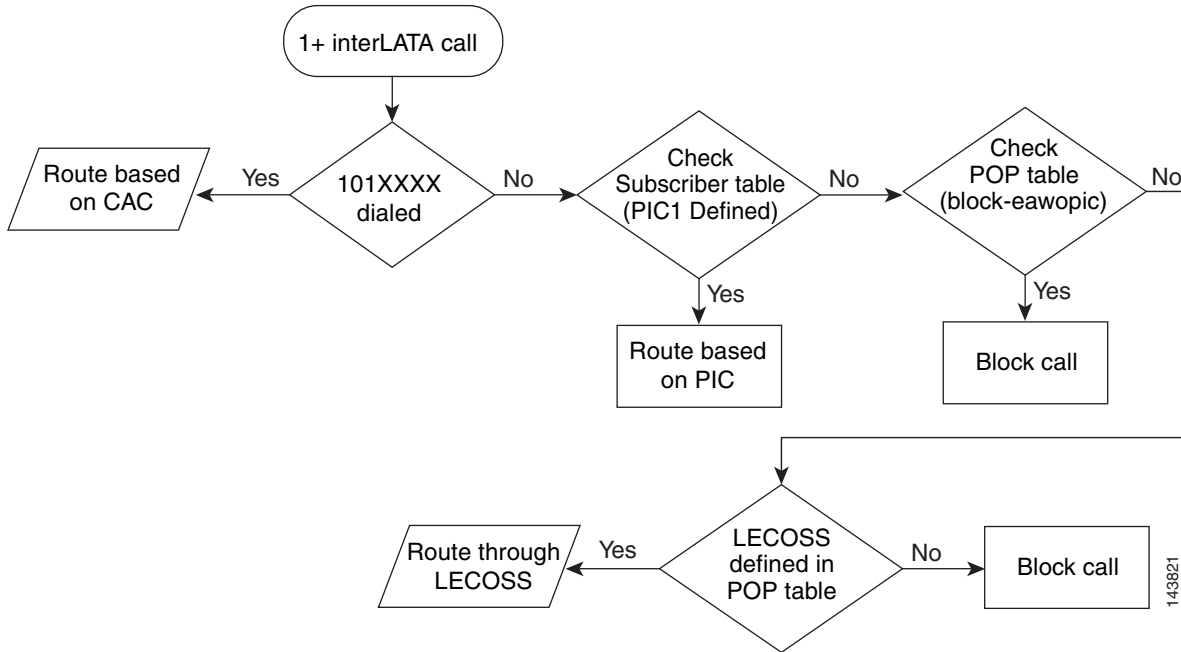 1+ interLATA call
Route based
on CAC
Yes
101XXXX
dialed
No
Check
Subscriber table
(PIC1 Defined)
No
Check
POP table
(block-eawopic)
No
Yes
Route based
on PIC
Yes
Block call
Route through
LECOSS
Yes
LECOSS
defined in
POP table
No
Block call
143821